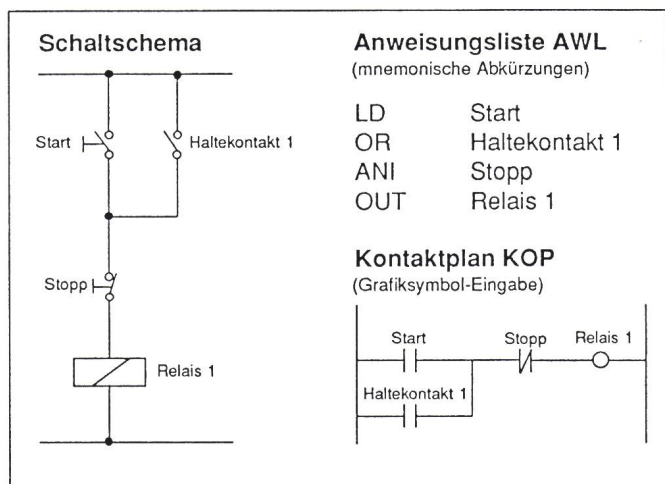 Schaltschema
Start
Haltekontakt 1
Stopp
Relais 1
Anweisungsliste AWL
(mnemonische Abkürzungen)
LD Start
OR Haltekontakt 1
ANI Stopp
OUT Relais 1
Kontaktplan KOP
(Grafiksymbol-Eingabe)
Start Stopp Relais 1
Haltekontakt 1